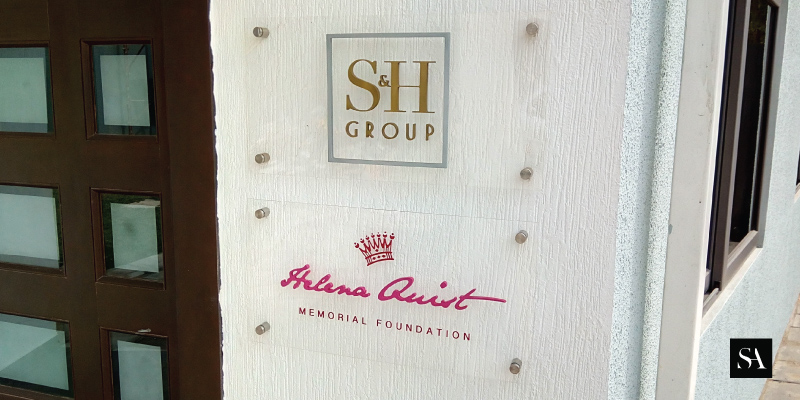 S&H
GROUP
Helena Quist
MEMORIAL FOUNDATION
SA